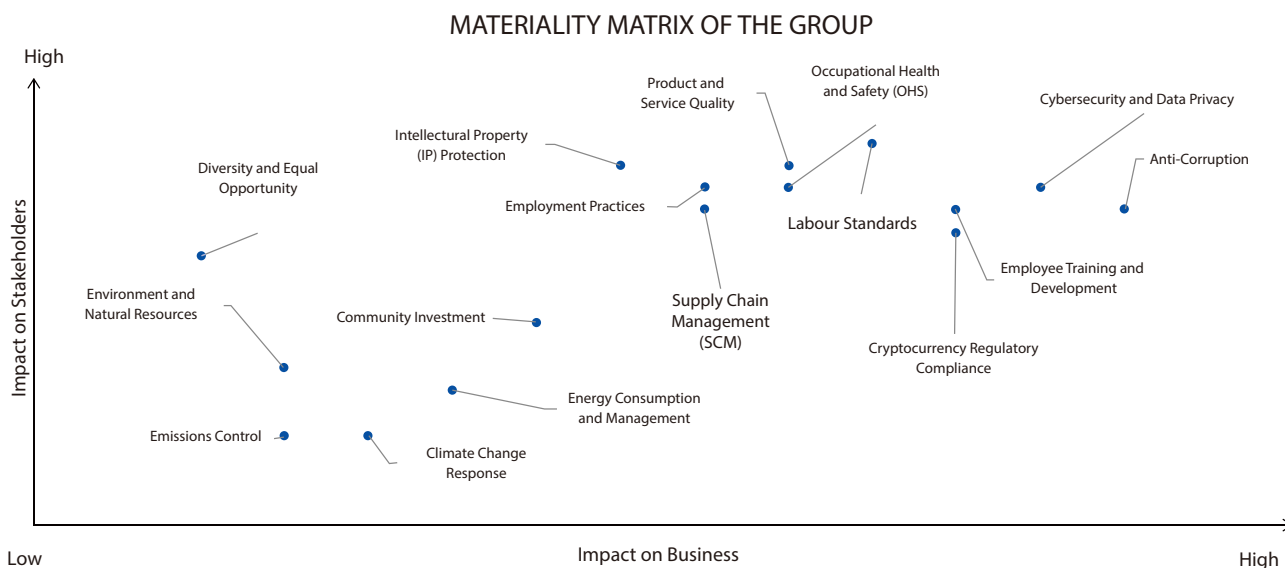 MATERIALITY MATRIX OF THE GROUP
High
Occupational Health
and Safety (OHS)
Product and
Service Quality
Cybersecurity and Data Privacy
Intellectural Property
(IP) Protection
Anti-Corruption
Diversity and Equal
Opportunity
Employment Practices
Labour Standards
Employee Training and
Development
Environment and
Natural Resources
Supply Chain
Management
(SCM)
Community Investment
Cryptocurrency Regulatory
Compliance
Energy Consumption
and Management
Emissions Control
Climate Change
Response
Impact on Stakeholders
Low
Impact on Business
High